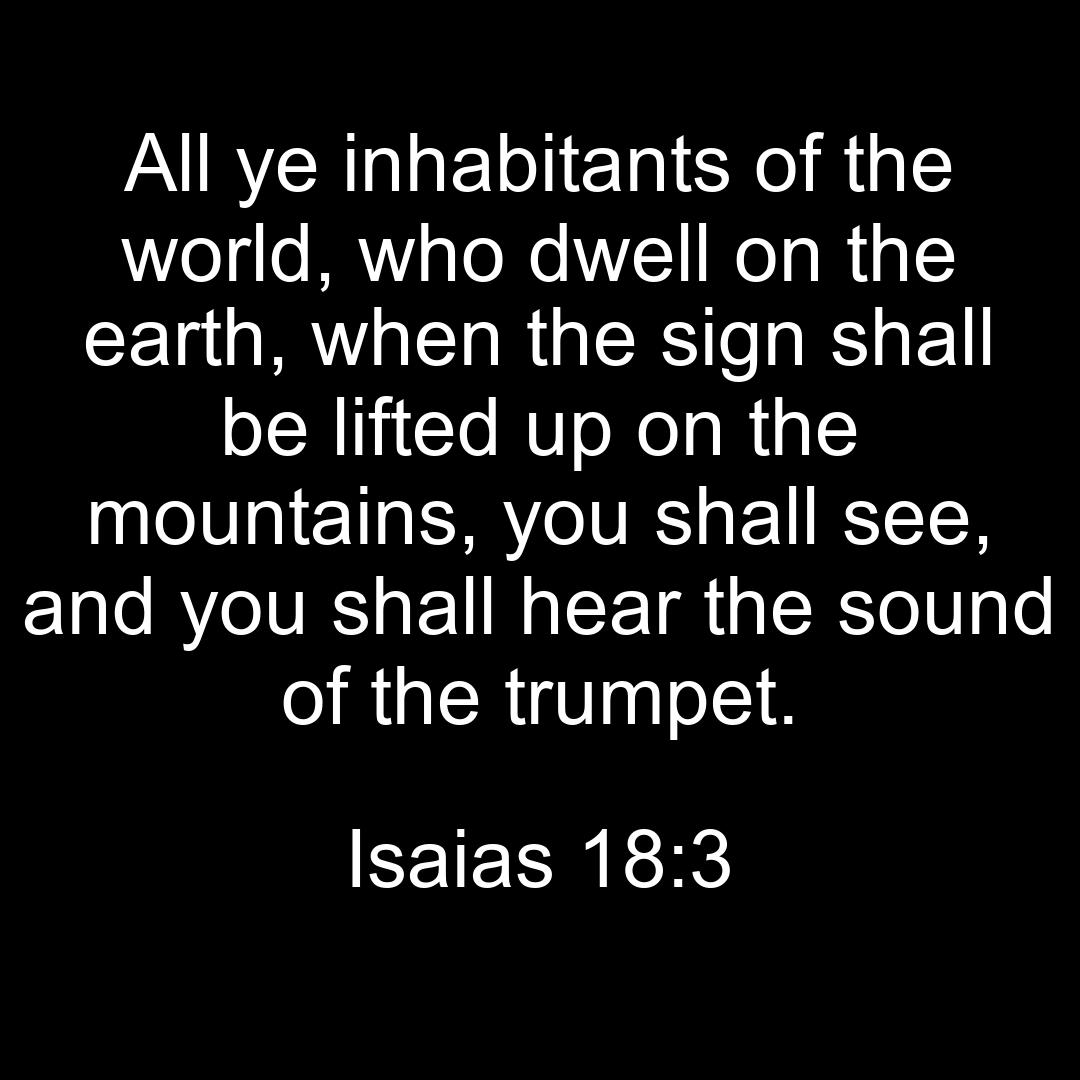 All ye inhabitants of the
world, who dwell on the
earth, when the sign shall
be lifted up on the
mountains, you shall see,
and you shall hear the sound
of the trumpet.
Isaias 18:3